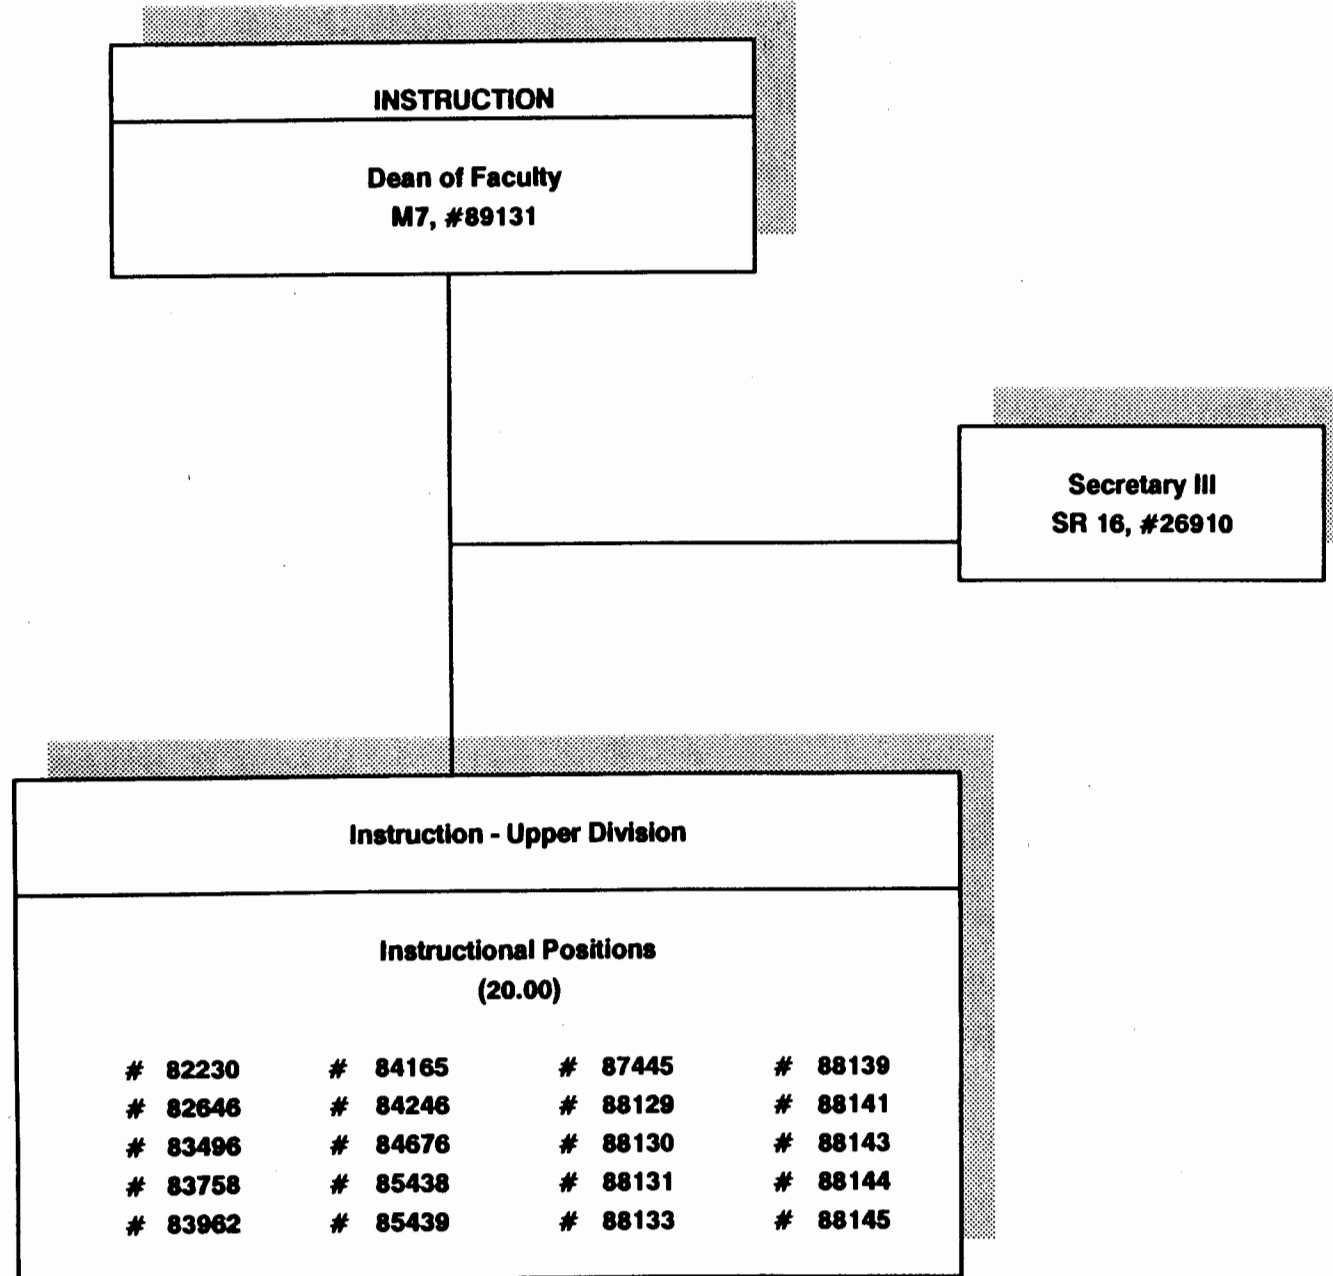 INSTRUCTION
Dean of Faculty
M7, #89131
Secretary III
SR 16, #26910
Instruction - Upper Division
Instructional Positions
(20.00)
# 82230 # 84165 # 87445 # 88139
# 82646 # 84246 # 88129 # 88141
# 83496 # 84676 # 88130 # 88143
# 83758 # 85438 # 88131 # 88144
# 83962 # 85439 # 88133 # 88145